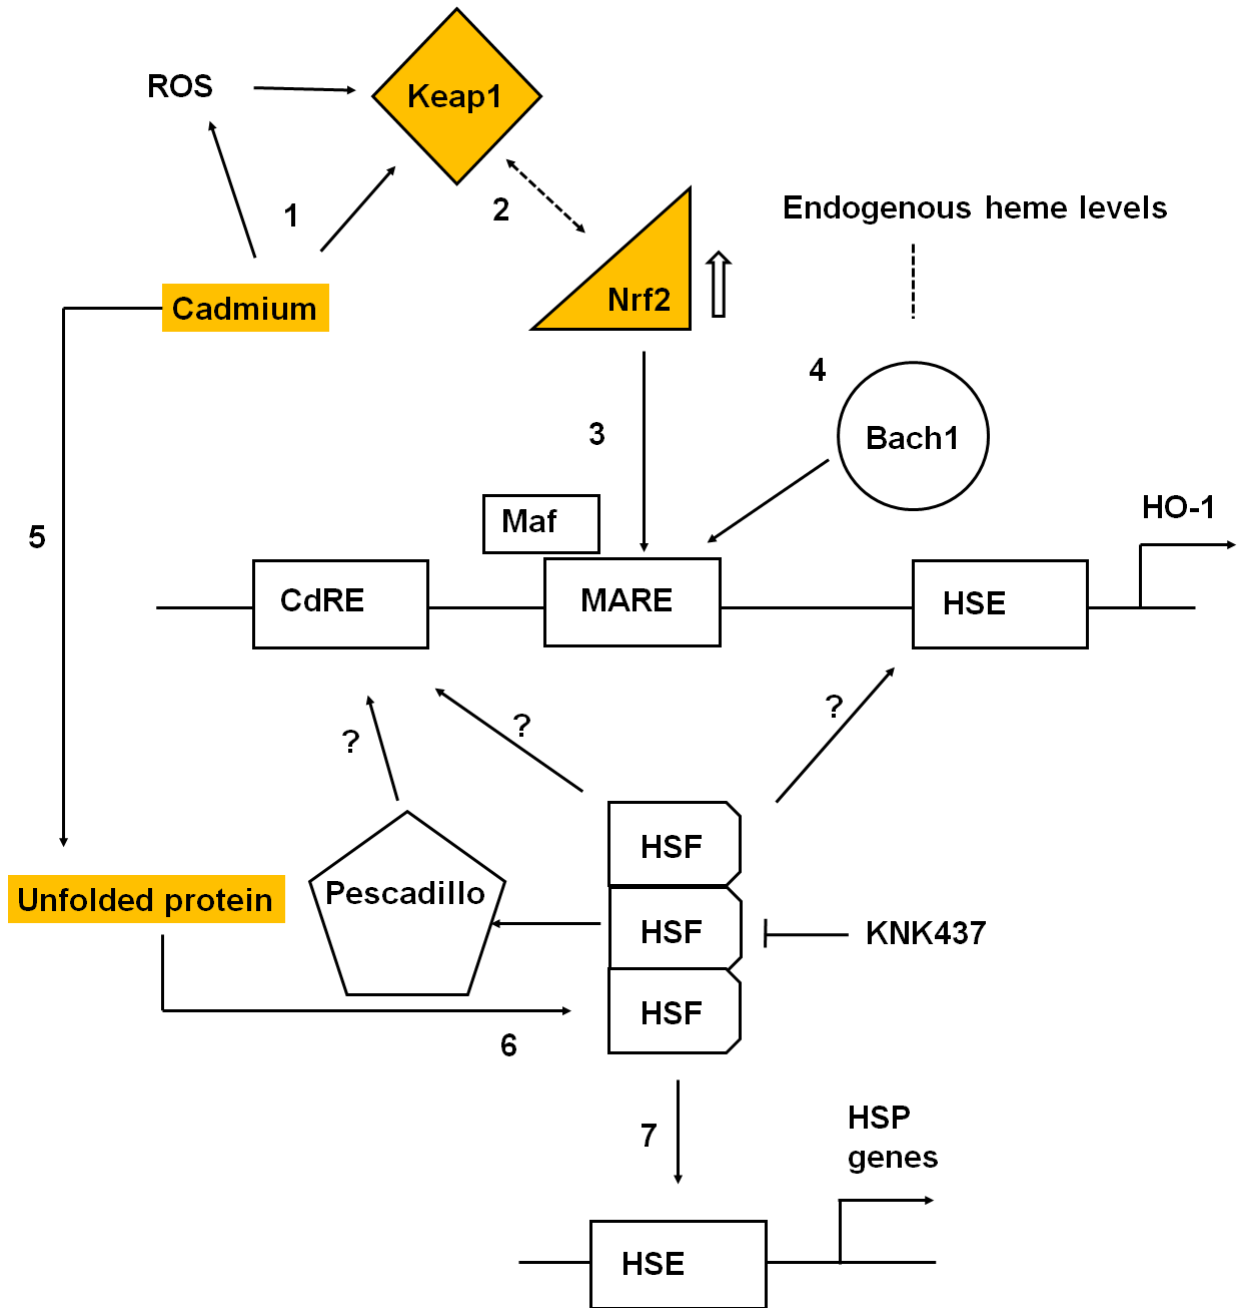 ROS
Keap1
1
2
Endogenous heme levels
Cadmium
Nrf2
4
3
Bach1
Maf
HO-1
5
CdRE
MARE
HSE
?
?
?
HSF
Unfolded protein
Pescadillo
HSF
KNK437
HSF
6
7
HSP
genes
HSE